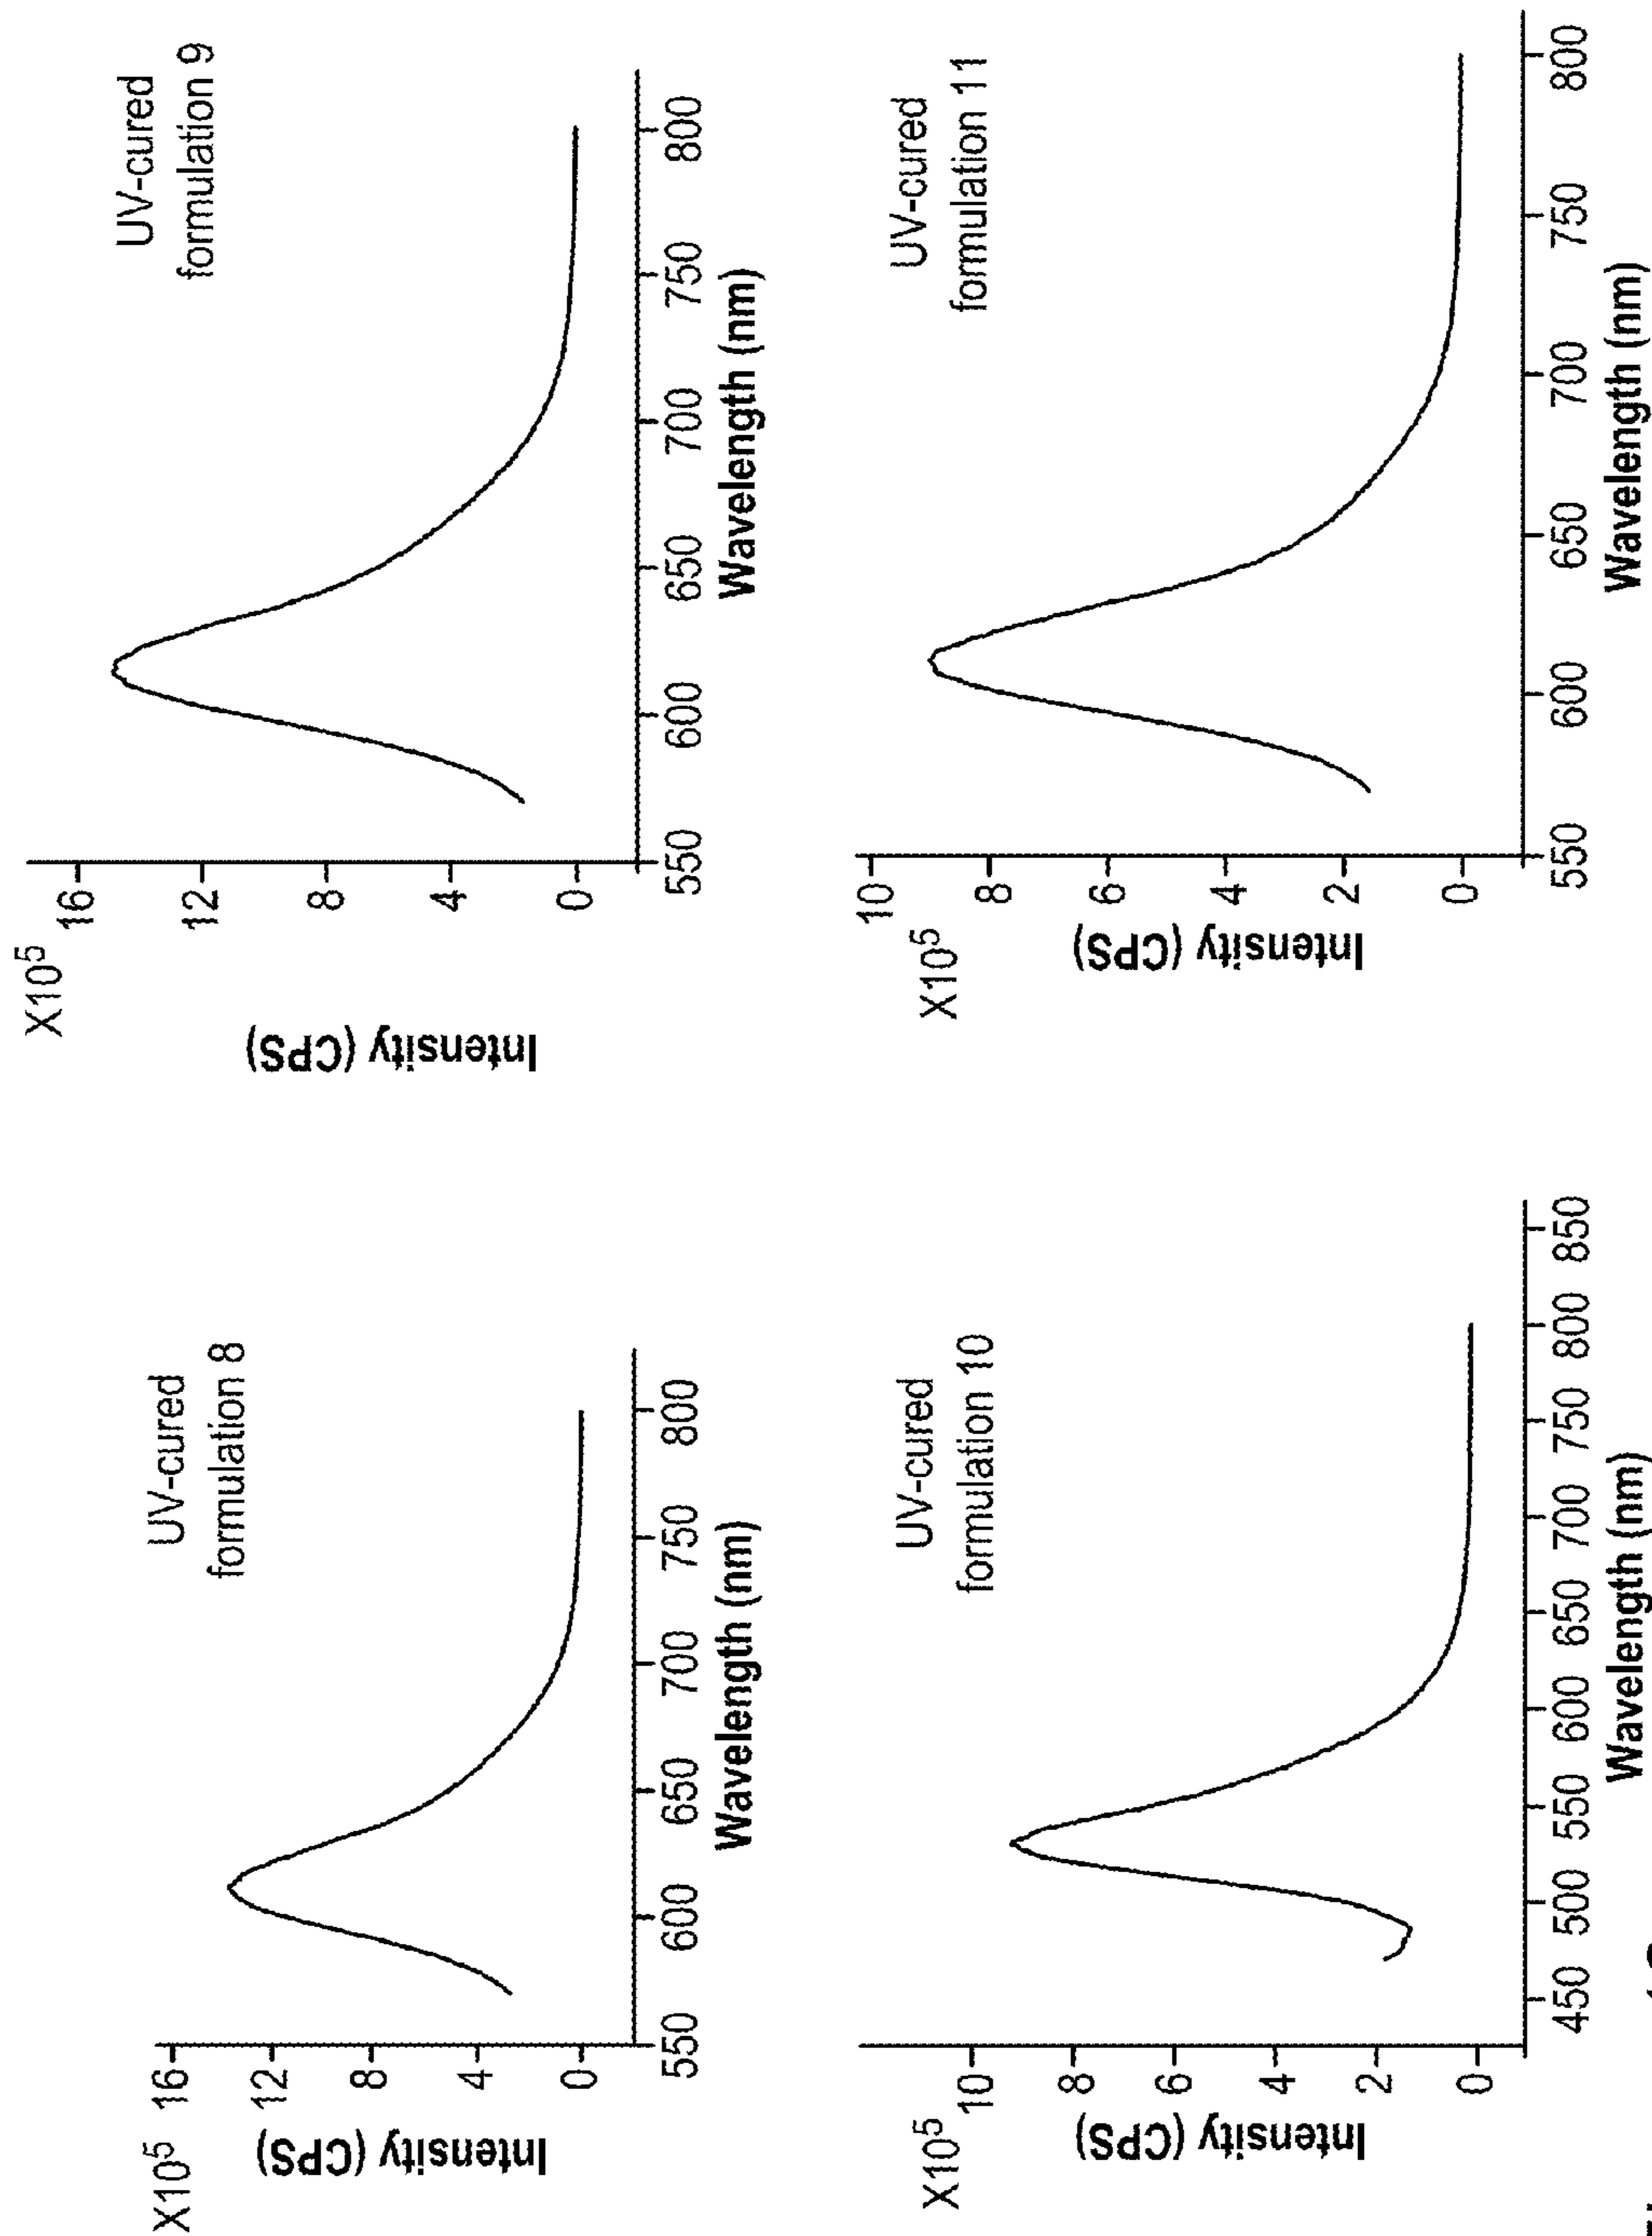 X10⁵
16
12
8
4
0
Intensity (CPS)
UV-cured
formulation 8
550 600 650 700 750 800
Wavelength (nm)
X10⁵
16
12
8
4
0
Intensity (CPS)
UV-cured
formulation 9
550 600 650 700 750 800
Wavelength (nm)
X10⁵
10
8
6
4
2
0
Intensity (CPS)
UV-cured
formulation 10
450 500 550 600 650 700 750 800 850
Wavelength (nm)
X10⁵
10
8
6
4
2
0
Intensity (CPS)
UV-cured
formulation 11
550 600 650 700 750 800
Wavelength (nm)